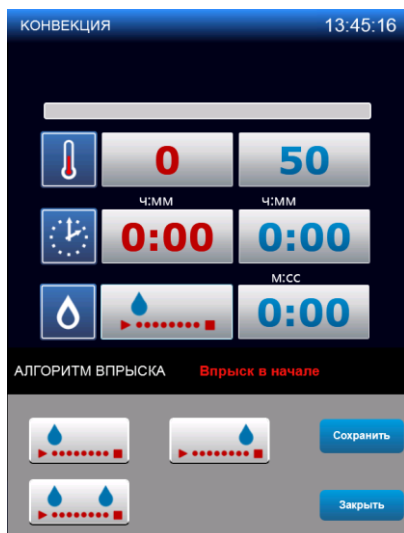 КОНВЕКЦИЯ 13:45:16
0 50
ч:мм ч:мм
0:00 0:00
м:сс
0:00
АЛГОРИТМ ВПРЫСКА Впрыск в начале
Сохранить
Закрыть